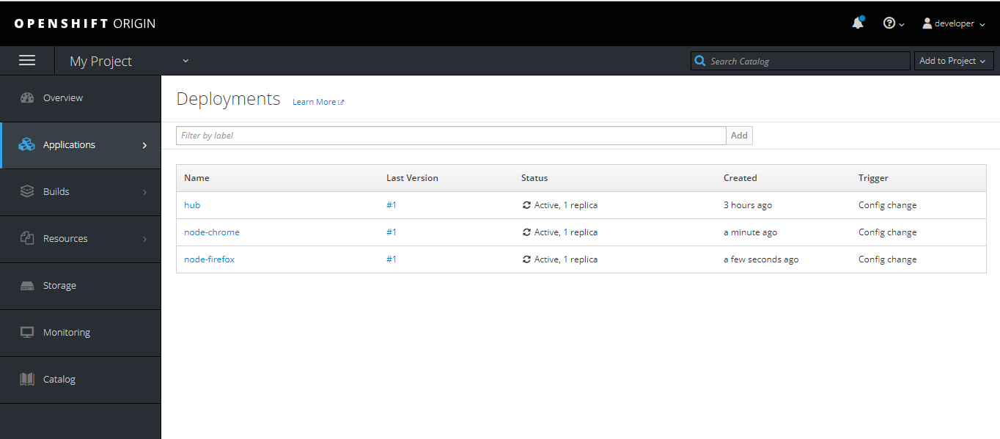 OPENSHIFT ORIGIN
developer
My Project
Search Catalog
Add to Project
Overview
Applications
Builds
Resources
Storage
Monitoring
Catalog
Deployments Learn More
Filter by label Add
Name Last Version Status Created Trigger
hub #1 Active, 1 replica 3 hours ago Config change
node-chrome #1 Active, 1 replica a minute ago Config change
node-firefox #1 Active, 1 replica a few seconds ago Config change